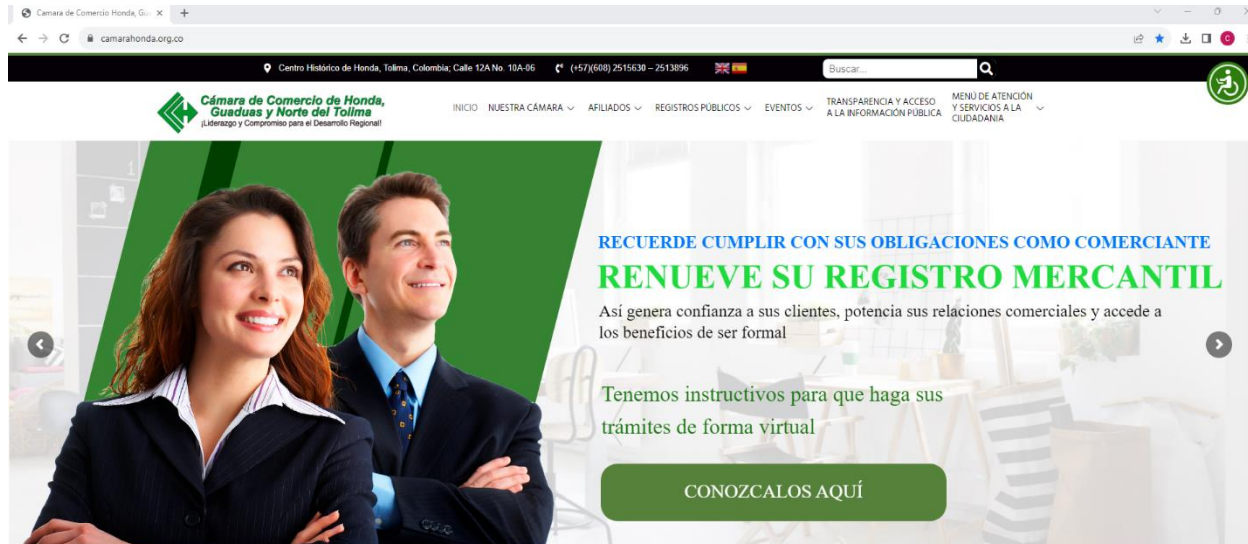 Camara de Comercio Honda, Gu
camarahonda.org.co
Centro Histórico de Honda, Tolima, Colombia; Calle 12A No. 10A-06 (+57)(608) 2515630 – 2513896 Buscar...
Cámara de Comercio de Honda,
Guaduas y Norte del Tolima
¡Liderazgo y Compromiso para el Desarrollo Regional!
INICIO NUESTRA CÁMARA AFILIADOS REGISTROS PÚBLICOS EVENTOS
TRANSPARENCIA Y ACCESO
A LA INFORMACIÓN PÚBLICA
MENÚ DE ATENCIÓN
Y SERVICIOS A LA
CIUDADANIA
RECUERDE CUMPLIR CON SUS OBLIGACIONES COMO COMERCIANTE
RENUEVE SU REGISTRO MERCANTIL
Así genera confianza a sus clientes, potencia sus relaciones comerciales y accede a
los beneficios de ser formal
Tenemos instructivos para que haga sus
trámites de forma virtual
CONOZCALOS AQUÍ